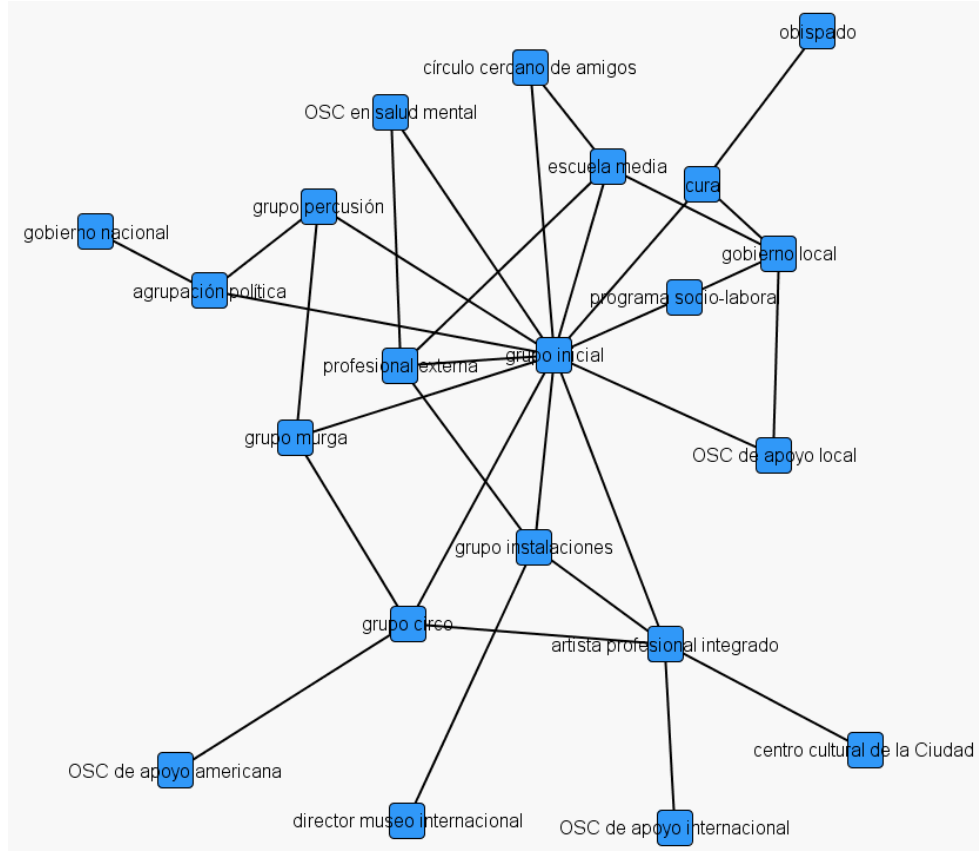 obispado
círculo cercano de amigos
OSC en salud mental
escuela media
cura
grupo percusión
gobierno nacional
gobierno local
agrupación política
programa socio-labora
grupo inicial
profesional externa
grupo murga
OSC de apoyo local
grupo instalaciones
grupo circo
artista profesional integrado
centro cultural de la Ciudad
OSC de apoyo americana
director museo internacional
OSC de apoyo internacional